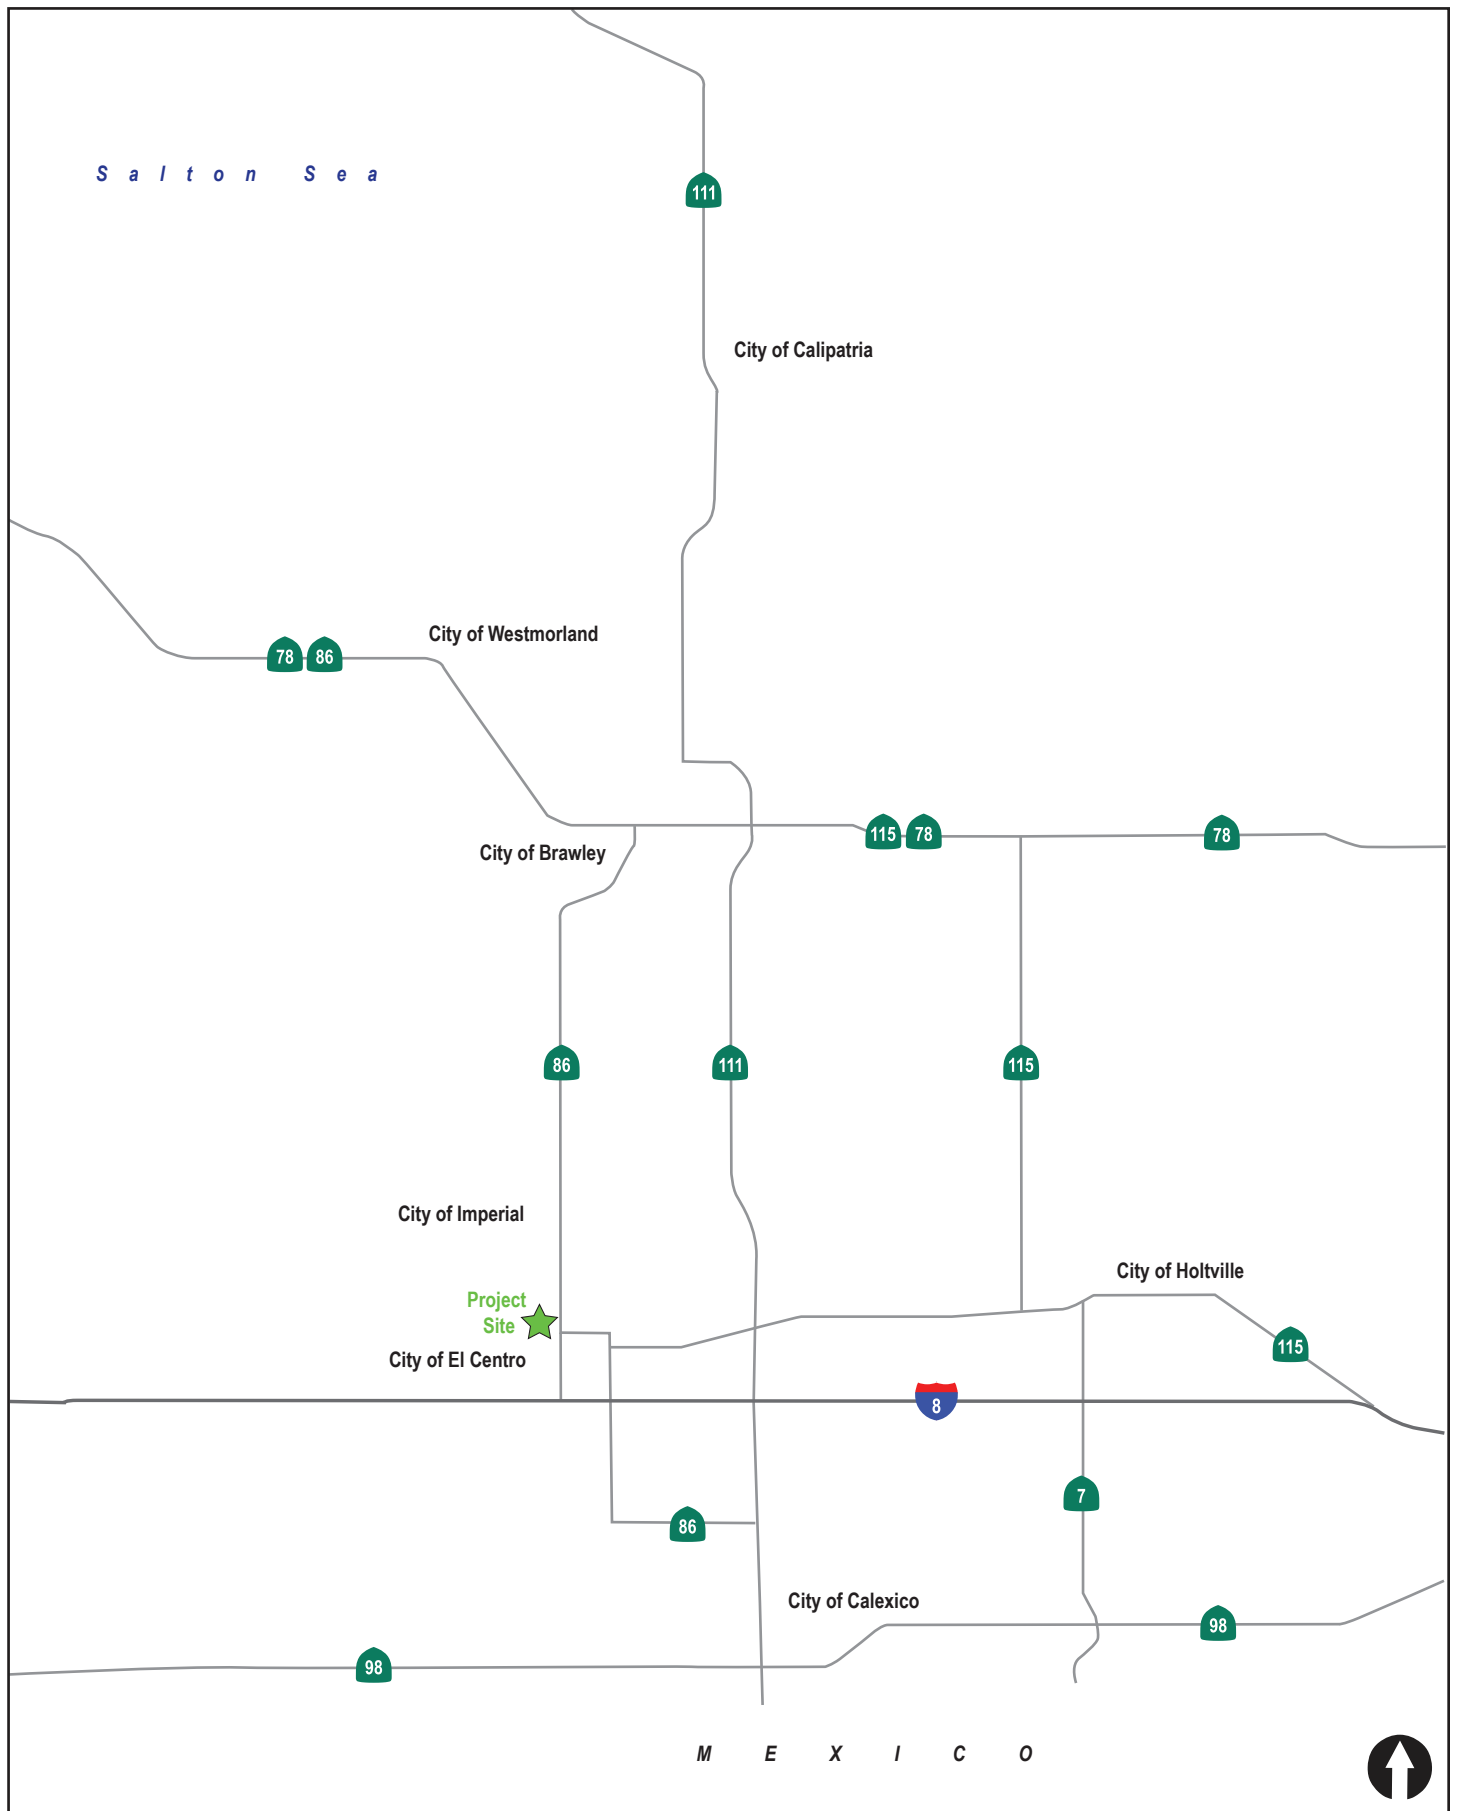 Salton Sea
111
City of Calipatria
City of Westmorland
78 86
115 78 78
City of Brawley
86 111 115
City of Imperial
City of Holtville
Project
Site
115
City of El Centro
8
7
86
City of Calexico
98
98
MEXICO